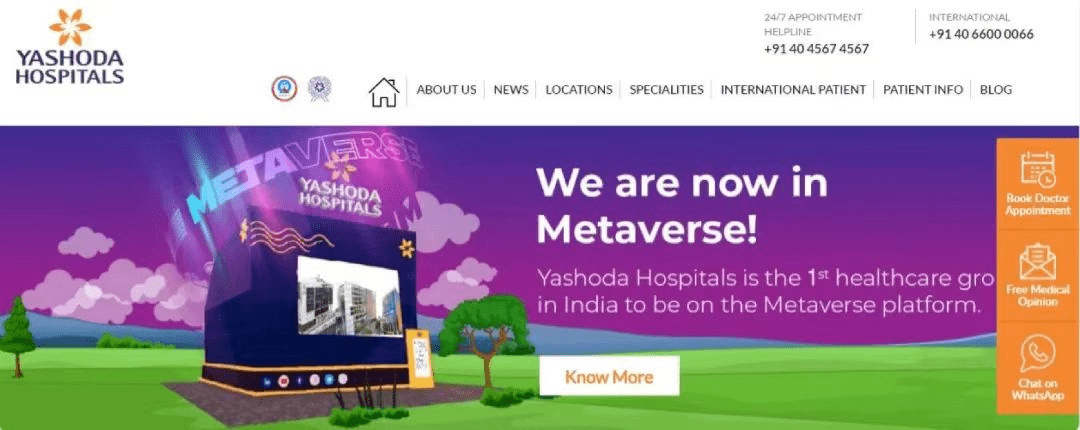 YASHODA
HOSPITALS
24/7 APPOINTMENT
HELPLINE
+91 40 4567 4567
INTERNATIONAL
+91 40 6600 0066
ABOUT US
NEWS
LOCATIONS
SPECIALITIES
INTERNATIONAL PATIENT
PATIENT INFO
BLOG
METAVERSE
YASHODA
HOSPITALS
We are now in
Metaverse!
Yashoda Hospitals is the 1st healthcare gro
in India to be on the Metaverse platform.
Know More
Book Doctor
Appointment
Free Medical
Opinion
Chat on
WhatsApp